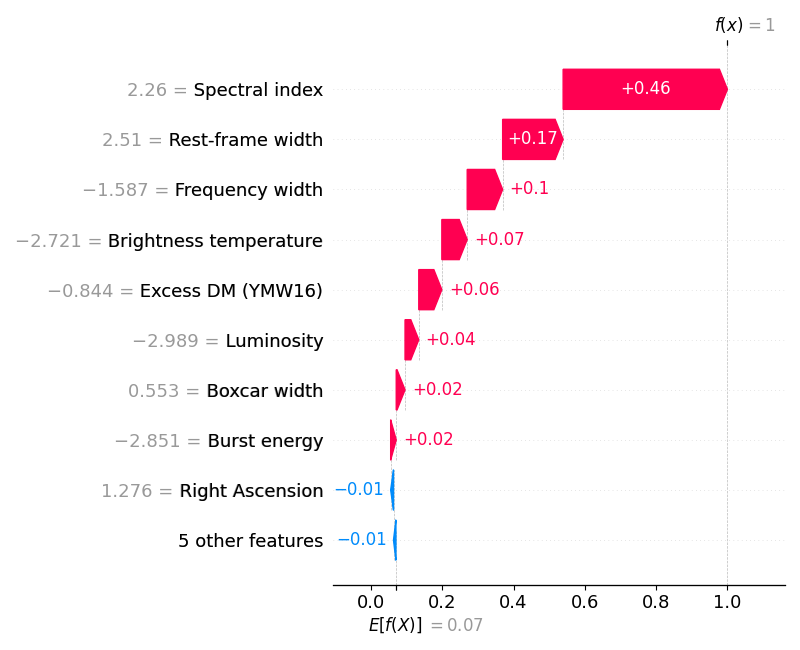 f(x) = 1
2.26 = Spectral index +0.46
2.51 = Rest-frame width +0.17
−1.587 = Frequency width +0.1
−2.721 = Brightness temperature +0.07
−0.844 = Excess DM (YMW16) +0.06
−2.989 = Luminosity +0.04
0.553 = Boxcar width +0.02
−2.851 = Burst energy +0.02
1.276 = Right Ascension −0.01
5 other features −0.01
0.0 0.2 0.4 0.6 0.8 1.0
E[f(X)] = 0.07